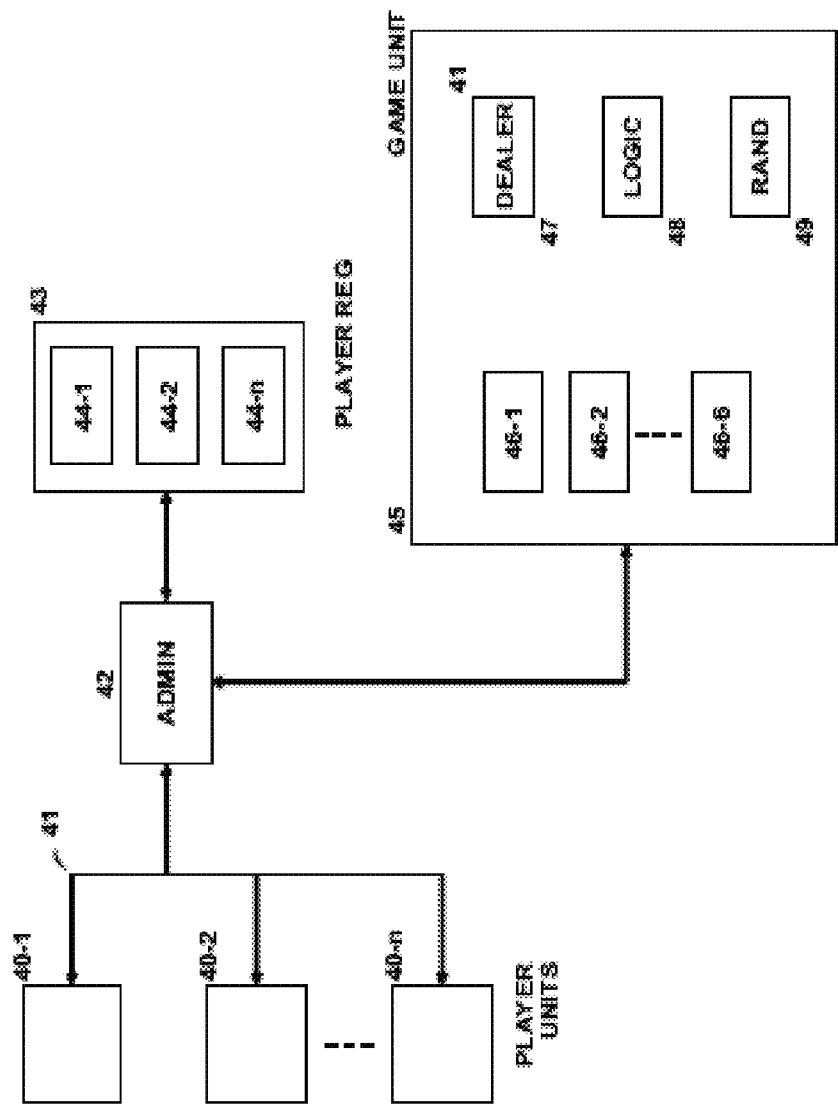 40-1
41
42
ADMIN
43
44-1
44-2
44-n
PLAYER REG
40-2
40-n
PLAYER
UNITS
45
GAME UNIT
46-1
46-2
46-6
41
DEALER
47
LOGIC
48
RAND
49